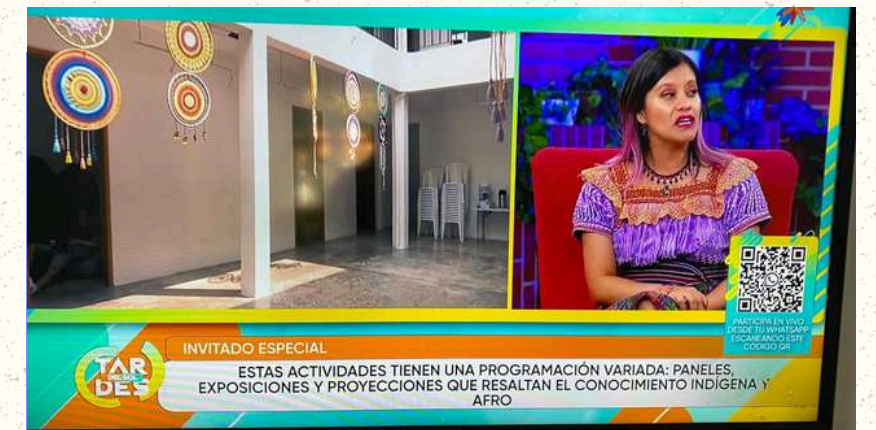 INVITADO ESPECIAL
TAR
DES
ESTAS ACTIVIDADES TIENEN UNA PROGRAMACIÓN VARIADA: PANELES,
EXPOSICIONES Y PROYECCIONES QUE RESALTAN EL CONOCIMIENTO INDÍGENA Y
AFRO
PARTICIPA EN VIVO
DESDE TU WHATSAPP
ESCANEANDO ESTE
CÓDIGO QR